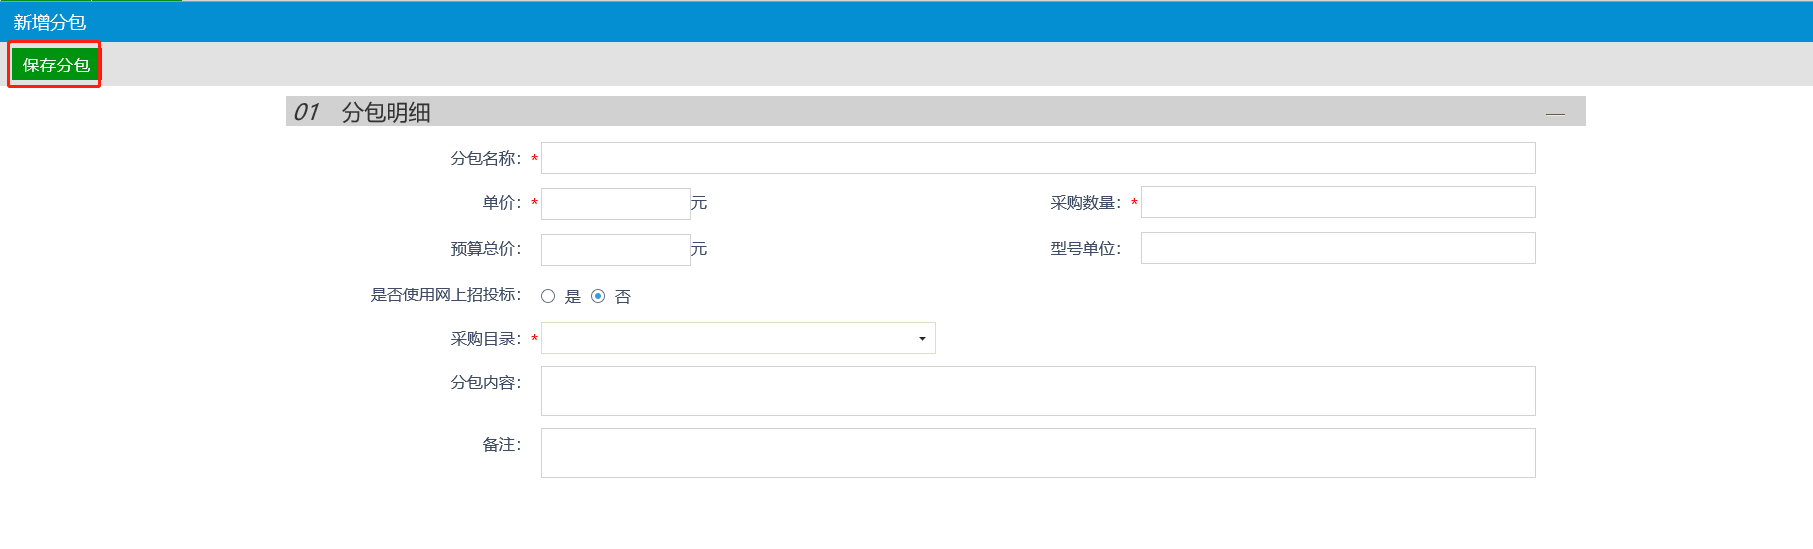 新增分包
保存分包
01 分包明细
分包名称：*
单价：* 元 采购数量：*
预算总价： 元 型号单位：
是否使用网上招投标： 是 否
采购目录：*
分包内容：
备注：